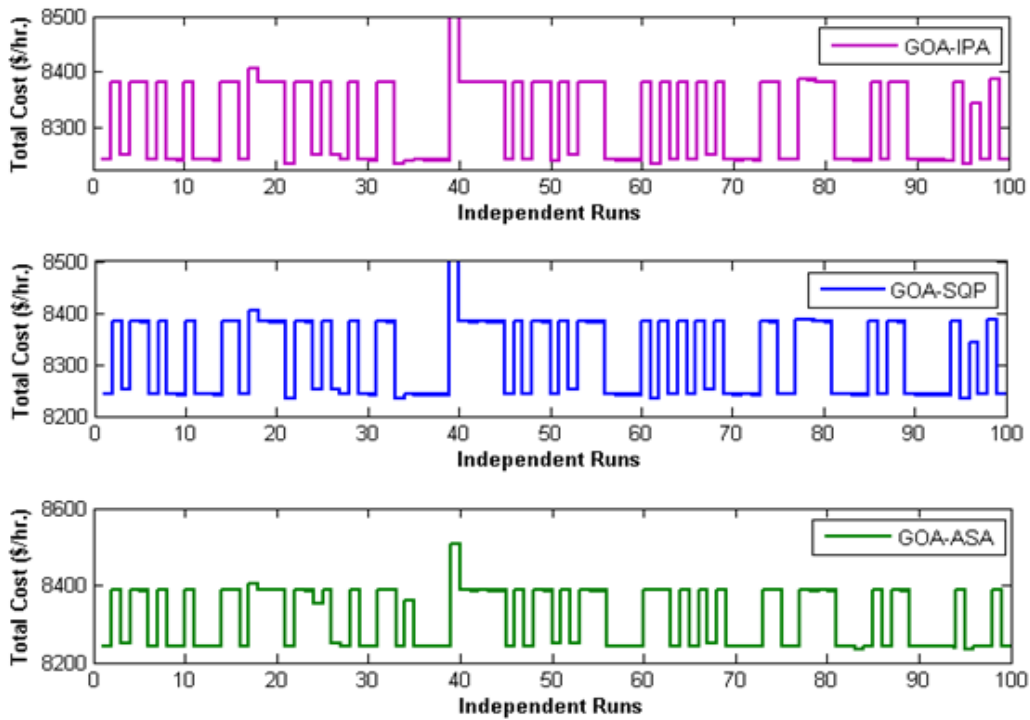 8500
GOA-IPA
8400
8300
Total Cost ($/hr.)
0 10 20 30 40 50 60 70 80 90 100
Independent Runs
8500
GOA-SQP
8400
8300
8200
Total Cost ($/hr.)
0 10 20 30 40 50 60 70 80 90 100
Independent Runs
8600
GOA-ASA
8400
8200
Total Cost ($/hr.)
0 10 20 30 40 50 60 70 80 90 100
Independent Runs